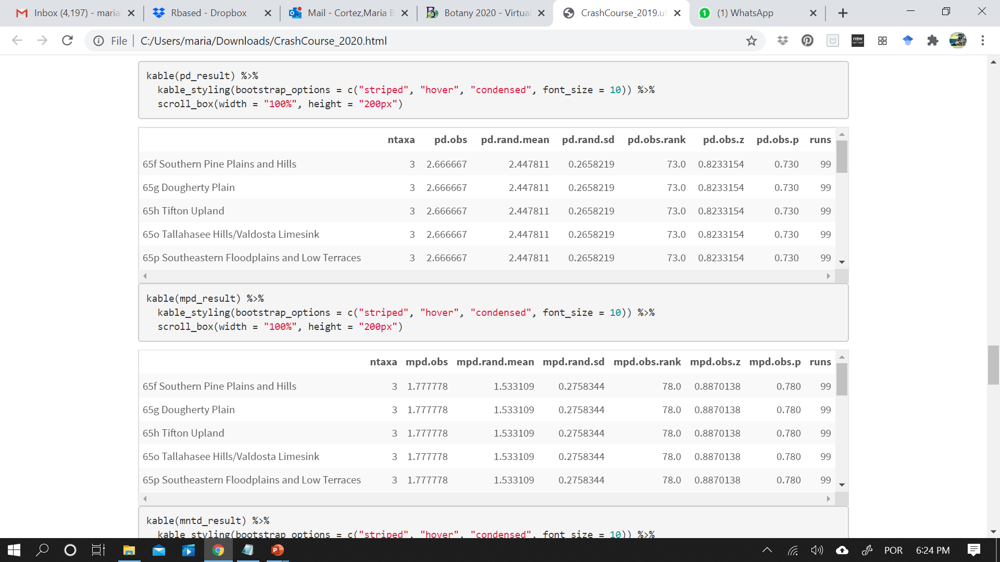 Inbox (4,197) - maria
Rbased - Dropbox
Mail - Cortez,Maria B
Botany 2020 - Virtual
CrashCourse_2019.ut
(1) WhatsApp
File
C:/Users/maria/Downloads/CrashCourse_2020.html
kable(pd_result) %>%
kable_styling(bootstrap_options = c("striped", "hover", "condensed", font_size = 10)) %>%
scroll_box(width = "100%", height = "200px")
ntaxa pd.obs pd.rand.mean pd.rand.sd pd.obs.rank pd.obs.z pd.obs.p runs
65f Southern Pine Plains and Hills 3 2.666667 2.447811 0.2658219 73.0 0.8233154 0.730 99
65g Dougherty Plain 3 2.666667 2.447811 0.2658219 73.0 0.8233154 0.730 99
65h Tifton Upland 3 2.666667 2.447811 0.2658219 73.0 0.8233154 0.730 99
65o Tallahasee Hills/Valdosta Limesink 3 2.666667 2.447811 0.2658219 73.0 0.8233154 0.730 99
65p Southeastern Floodplains and Low Terraces 3 2.666667 2.447811 0.2658219 73.0 0.8233154 0.730 99
kable(mpd_result) %>%
kable_styling(bootstrap_options = c("striped", "hover", "condensed", font_size = 10)) %>%
scroll_box(width = "100%", height = "200px")
ntaxa mpd.obs mpd.rand.mean mpd.rand.sd mpd.obs.rank mpd.obs.z mpd.obs.p runs
65f Southern Pine Plains and Hills 3 1.777778 1.533109 0.2758344 78.0 0.8870138 0.780 99
65g Dougherty Plain 3 1.777778 1.533109 0.2758344 78.0 0.8870138 0.780 99
65h Tifton Upland 3 1.777778 1.533109 0.2758344 78.0 0.8870138 0.780 99
65o Tallahasee Hills/Valdosta Limesink 3 1.777778 1.533109 0.2758344 78.0 0.8870138 0.780 99
65p Southeastern Floodplains and Low Terraces 3 1.777778 1.533109 0.2758344 78.0 0.8870138 0.780 99
kable(mntd_result) %>%
kable_styling(bootstrap_options = c("striped", "hover", "condensed", font_size = 10)) %>%
POR
6:24 PM